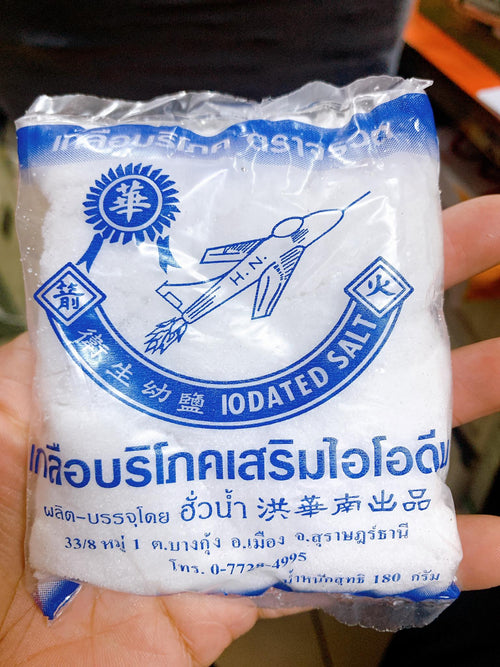 เกลือบริโภค ตราจรวด
華
H.N.
箭
火
衛生幼鹽 IODATED SALT
เกลือบริโภคเสริมไอโอดีน
ผลิต-บรรจุโดย ฮั่วน้ำ 洪華南出品
33/8 หมู่ 1 ต.บางกุ้ง อ.เมือง จ.สุราษฎร์ธานี
โทร. 0-7728-4995
น้ำหนักสุทธิ 180 กรัม